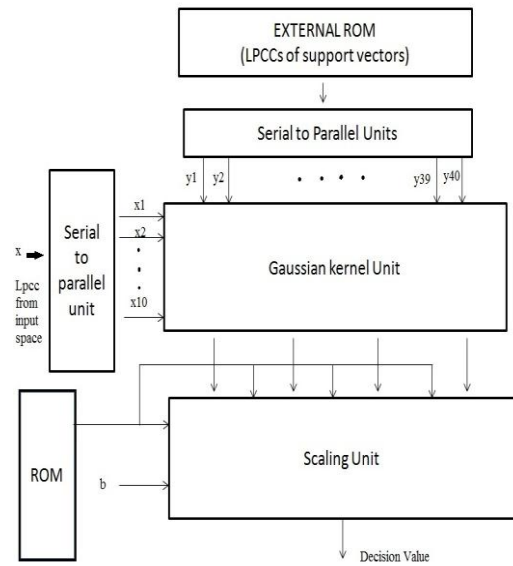 EXTERNAL ROM
(LPCCs of support vectors)
Serial to Parallel Units
y1 y2 . . . . y39 y40
x1
x2
.
.
.
x10
x
Lpcc
from
input
space
Serial
to
parallel
unit
Gaussian kernel Unit
ROM
b
Scaling Unit
Decision Value